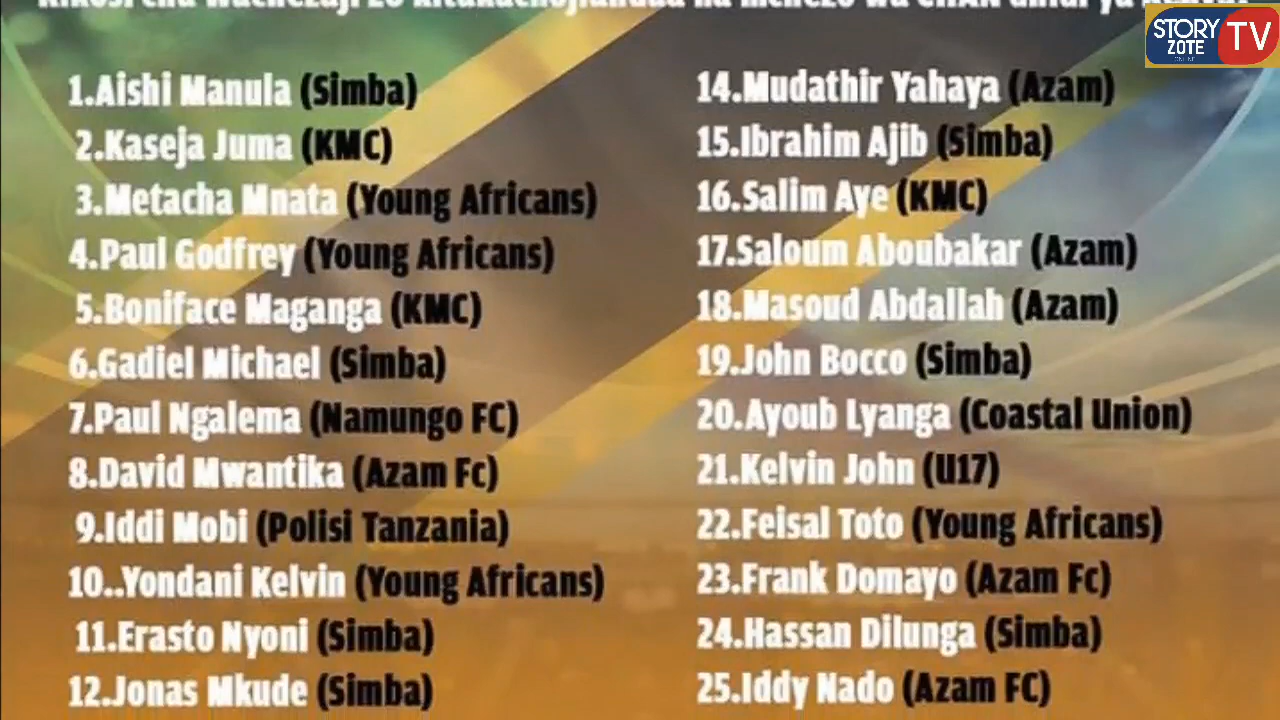 STORY
ZOTE
ONLINE
TV
1.Aishi Manula (Simba)
2.Kaseja Juma (KMC)
3.Metacha Mnata (Young Africans)
4.Paul Godfrey (Young Africans)
5.Boniface Maganga (KMC)
6.Gadiel Michael (Simba)
7.Paul Ngalema (Namungo FC)
8.David Mwantika (Azam Fc)
9.Iddi Mobi (Polisi Tanzania)
10..Yondani Kelvin (Young Africans)
11.Erasto Nyoni (Simba)
12.Jonas Mkude (Simba)
14.Mudathir Yahaya (Azam)
15.Ibrahim Ajib (Simba)
16.Salim Aye (KMC)
17.Saloum Aboubakar (Azam)
18.Masoud Abdallah (Azam)
19.John Bocco (Simba)
20.Ayoub Lyanga (Coastal Union)
21.Kelvin John (U17)
22.Feisal Toto (Young Africans)
23.Frank Domayo (Azam Fc)
24.Hassan Dilunga (Simba)
25.Iddy Nado (Azam FC)